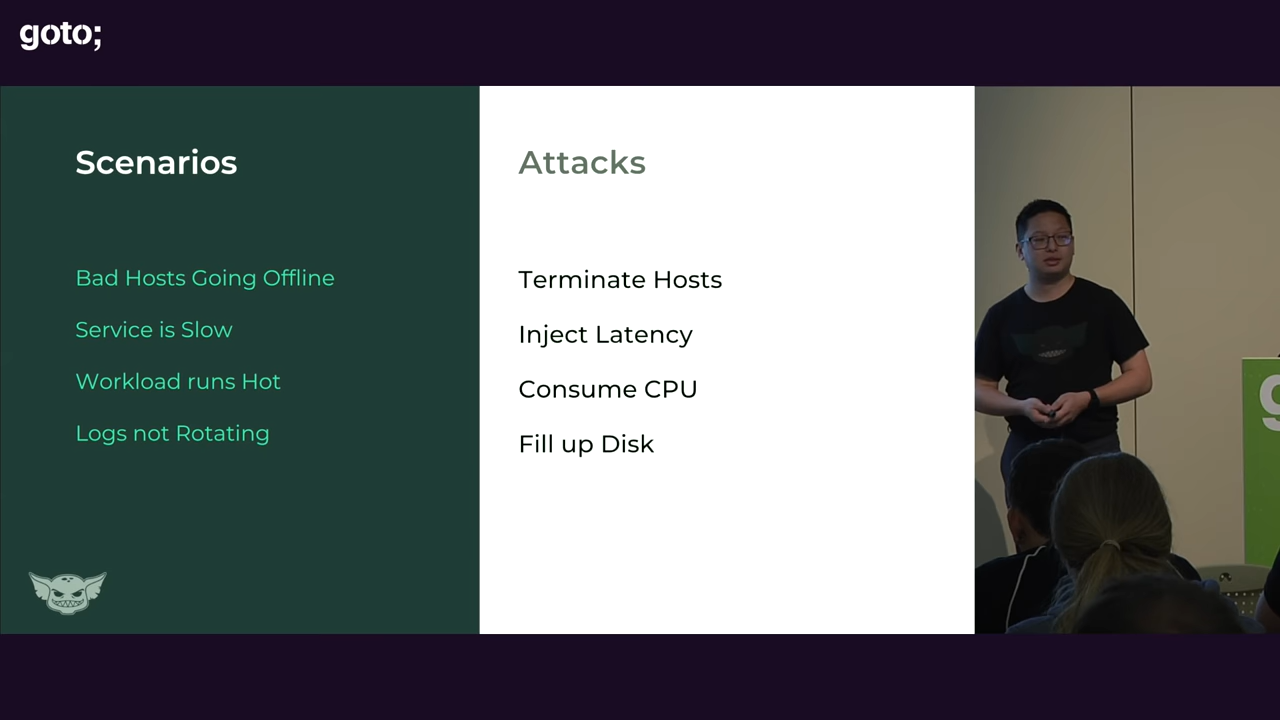 goto;
Scenarios
Bad Hosts Going Offline
Service is Slow
Workload runs Hot
Logs not Rotating
Attacks
Terminate Hosts
Inject Latency
Consume CPU
Fill up Disk
g